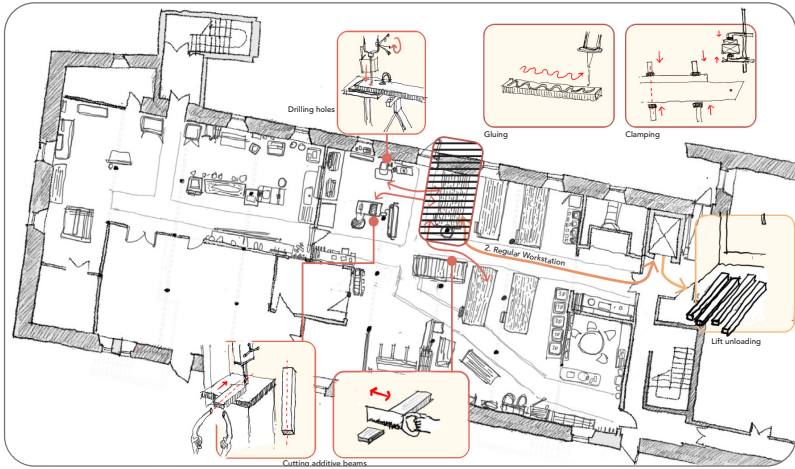 Drilling holes
Gluing
Clamping
2. Regular Workstation
Lift unloading
Cutting additive beams